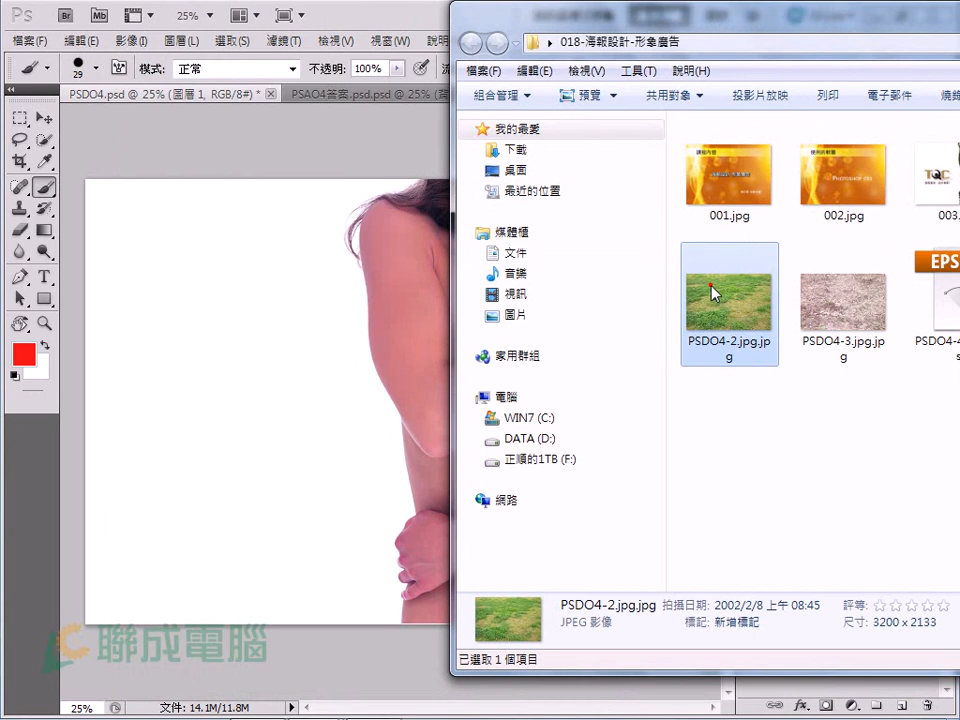 Ps Br Mb 25%
檔案(F) 編輯(E) 影像(I) 圖層(L) 選取(S) 濾鏡(T) 檢視(V) 視窗(W) 說明
29 模式: 正常 不透明: 100%
PSDO4.psd @ 25% (圖層 1, RGB/8#) * PSAO4答案.psd.psd @ 25%
018-海報設計-形象廣告
檔案(F) 編輯(E) 檢視(V) 工具(T) 說明(H)
組合管理 預覽 共用對象 投影片放映 列印 電子郵件
我的最愛
下載
桌面
最近的位置
媒體櫃
文件
音樂
視訊
圖片
家用群組
電腦
WIN7 (C:)
DATA (D:)
正順的1TB (F:)
網路
PHOTOSHOP CS5
TQC
001.jpg 002.jpg 003.
EPS
PSDO4-2.jpg.jp
g
PSDO4-3.jpg.jp
g
PSDO4-4
PSDO4-2.jpg.jpg 拍攝日期: 2002/2/8 上午 08:45 評等:
JPEG 影像 標記: 新增標記 尺寸: 3200 x 2133
已選取 1 個項目
聯成電腦
25% 文件: 14.1M/11.8M